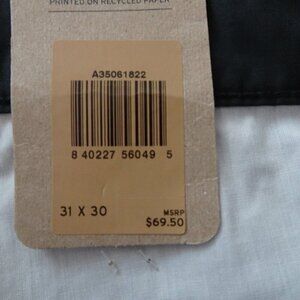 PRINTED ON RECYCLED PAPER
A35061822
8 40227 56049 5
31 X 30
MSRP
$69.50